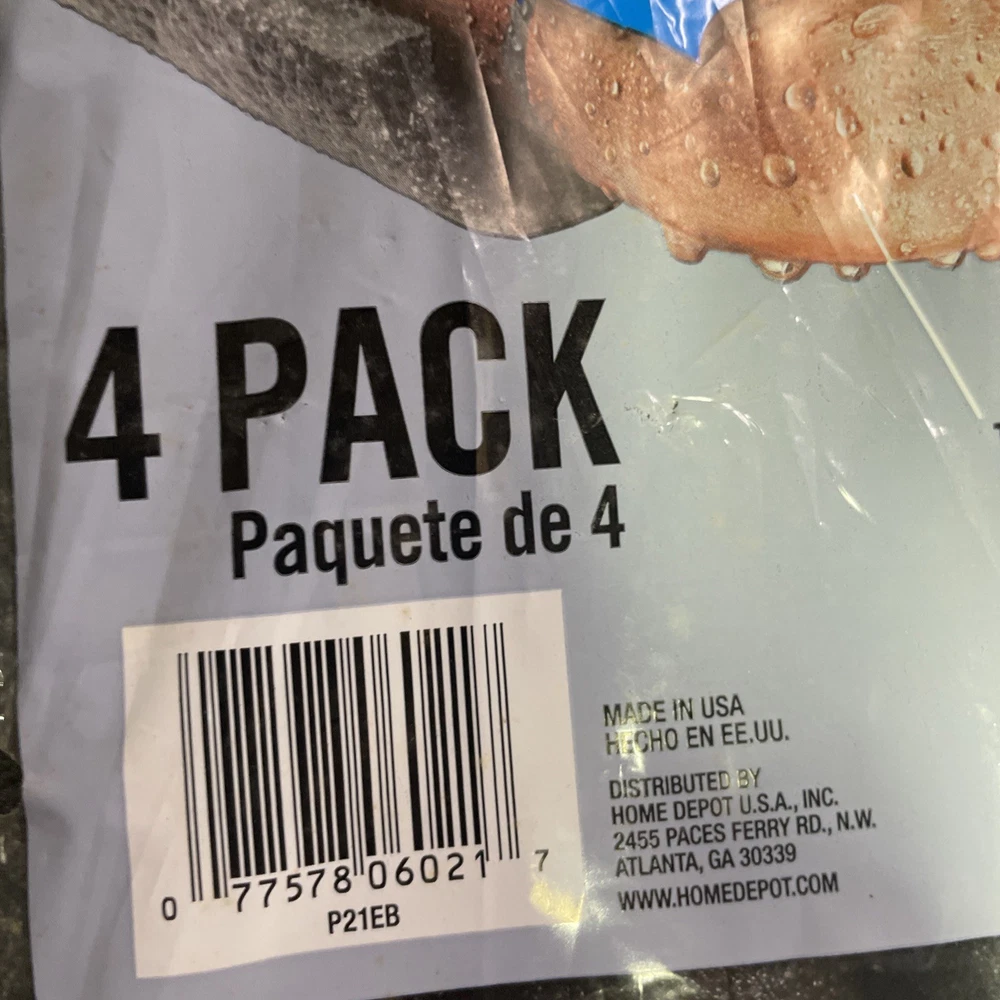 4 PACK
Paquete de 4
0 77578 06021 7
P21EB
MADE IN USA
HECHO EN EE.UU.
DISTRIBUTED BY
HOME DEPOT U.S.A., INC.
2455 PACES FERRY RD., N.W.
ATLANTA, GA 30339
WWW.HOMEDEPOT.COM